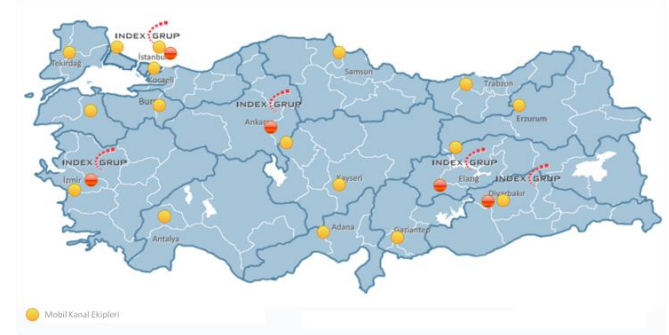 INDEX GRUP
İstanbul
Tekirdağ
Kocaeli
Samsun
Trabzon
Bursa
INDEX GRUP
Ankara
Erzurum
INDEX GRUP
İzmir
Kayseri
INDEX GRUP
Elazığ
INDEX GRUP
Diyarbakır
Antalya
Adana
Gaziantep
Mobil Kanal Ekipleri